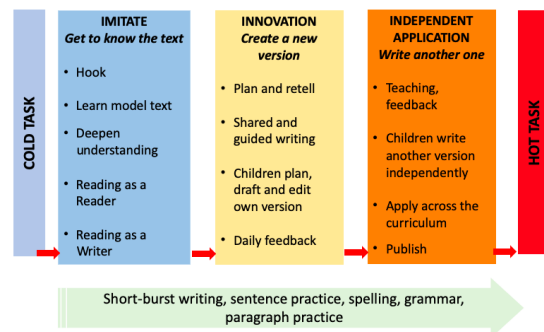 COLD TASK
IMITATE
Get to know the text
• Hook
• Learn model text
• Deepen
understanding
• Reading as a
Reader
• Reading as a
Writer
INNOVATION
Create a new
version
• Plan and retell
• Shared and
guided writing
• Children plan,
draft and edit
own version
• Daily feedback
INDEPENDENT
APPLICATION
Write another one
• Teaching,
feedback
• Children write
another version
independently
• Apply across the
curriculum
• Publish
HOT TASK
Short-burst writing, sentence practice, spelling, grammar,
paragraph practice